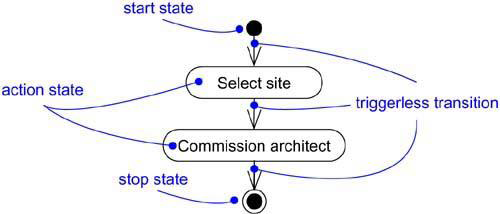 start state
Select site
action state
triggerless transition
Commission architect
stop state